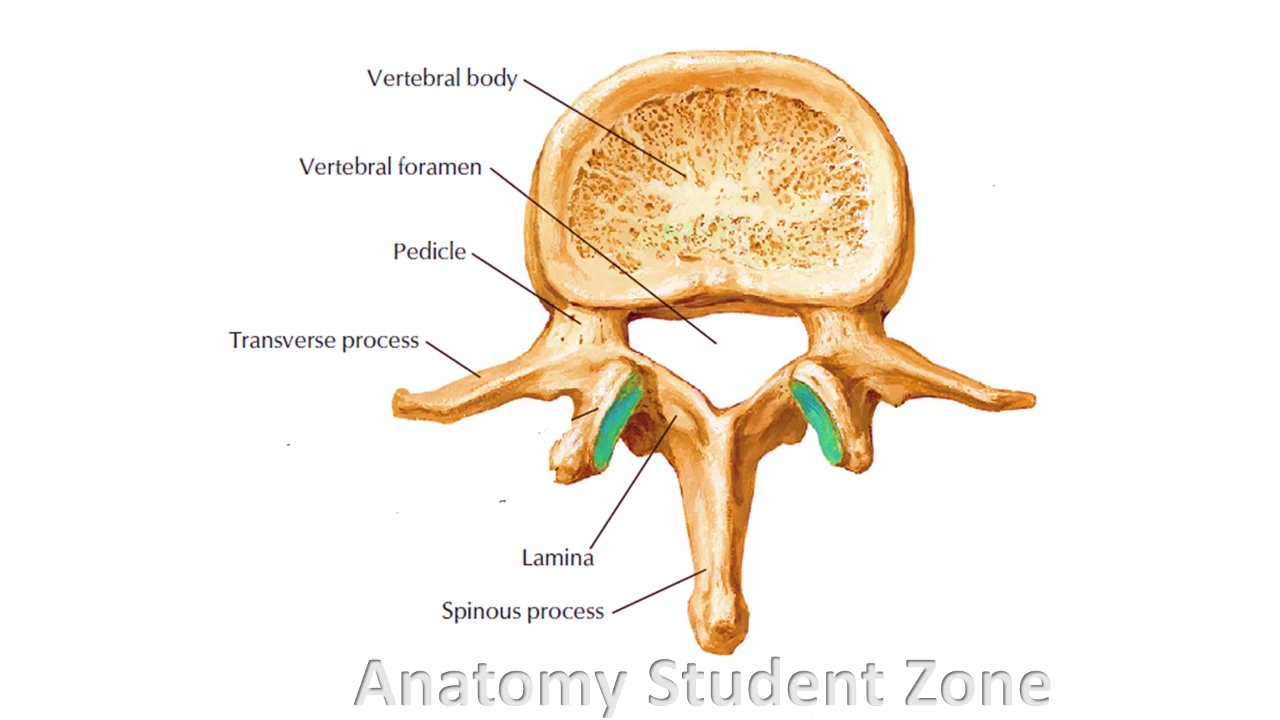 Vertebral body
Vertebral foramen
Pedicle
Transverse process
Lamina
Spinous process
Anatomy Student Zone